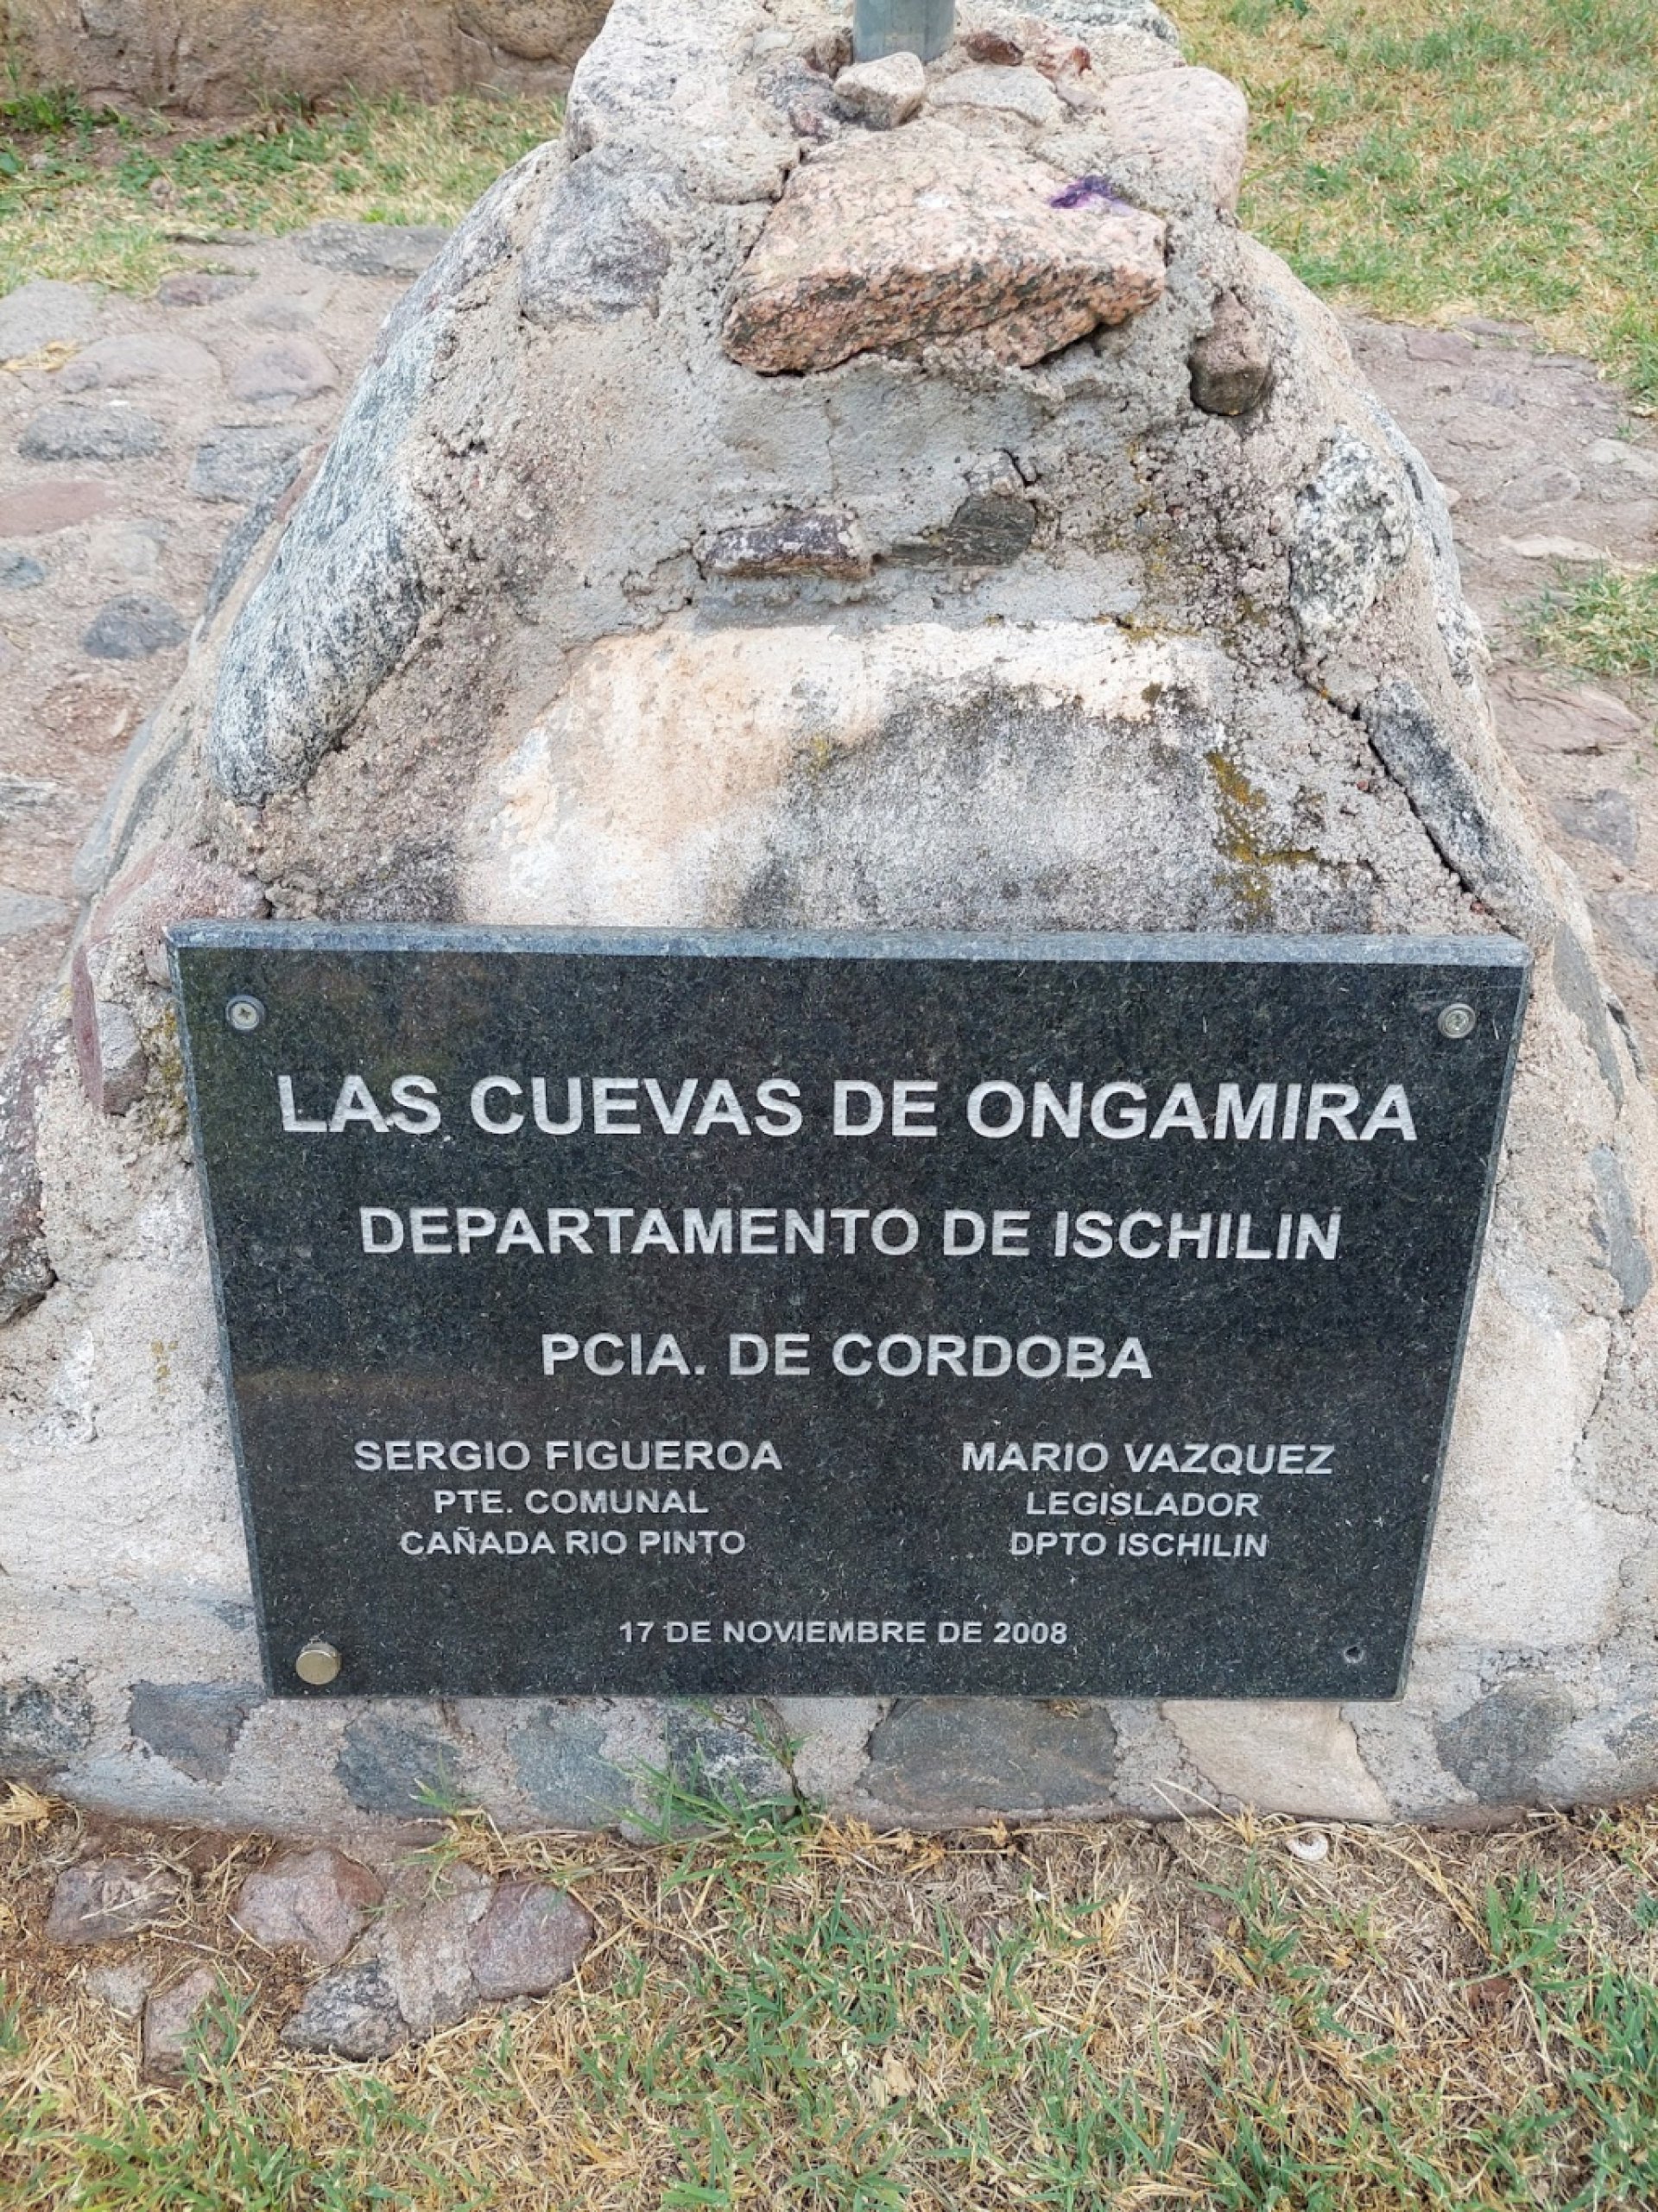 LAS CUEVAS DE ONGAMIRA
DEPARTAMENTO DE ISCHILIN
PCIA. DE CORDOBA
SERGIO FIGUEROA
PTE. COMUNAL
CAÑADA RIO PINTO
MARIO VAZQUEZ
LEGISLADOR
DPTO ISCHILIN
17 DE NOVIEMBRE DE 2008